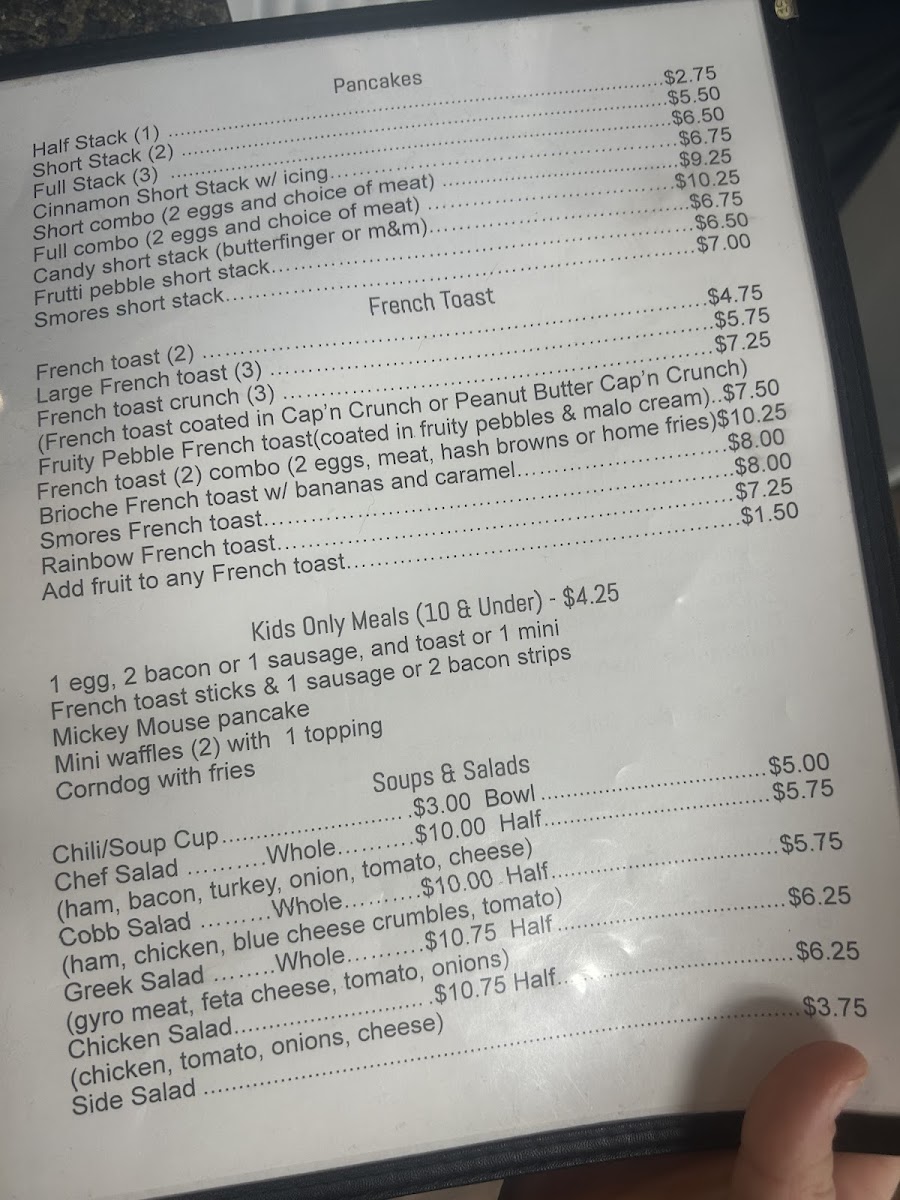 Pancakes
Half Stack (1) ........ $2.75
Short Stack (2) ........ $5.50
Full Stack (3) ........ $6.50
Cinnamon Short Stack w/ icing........ $6.75
Short combo (2 eggs and choice of meat) ........ $9.25
Full combo (2 eggs and choice of meat) ........ $10.25
Candy short stack (butterfinger or m&m)........ $6.75
Frutti pebble short stack........ $6.50
Smores short stack........ $7.00
French Toast
French toast (2) ........ $4.75
Large French toast (3) ........ $5.75
French toast crunch (3) ........ $7.25
(French toast coated in Cap'n Crunch or Peanut Butter Cap'n Crunch)
Fruity Pebble French toast(coated in fruity pebbles & malo cream)..$7.50
French toast (2) combo (2 eggs, meat, hash browns or home fries)$10.25
Brioche French toast w/ bananas and caramel........ $8.00
Smores French toast........ $8.00
Rainbow French toast........ $7.25
Add fruit to any French toast........ $1.50
Kids Only Meals (10 & Under) - $4.25
1 egg, 2 bacon or 1 sausage, and toast or 1 mini
French toast sticks & 1 sausage or 2 bacon strips
Mickey Mouse pancake
Mini waffles (2) with 1 topping
Corndog with fries
Soups & Salads
Chili/Soup Cup........ $3.00 Bowl ........ $5.00
Chef Salad .........Whole..........$10.00 Half........ $5.75
(ham, bacon, turkey, onion, tomato, cheese)
Cobb Salad .........Whole..........$10.00 Half........ $5.75
(ham, chicken, blue cheese crumbles, tomato)
Greek Salad ........Whole..........$10.75 Half ........ $6.25
(gyro meat, feta cheese, tomato, onions)
Chicken Salad........ $10.75 Half........ $6.25
(chicken, tomato, onions, cheese)
Side Salad ........ $3.75